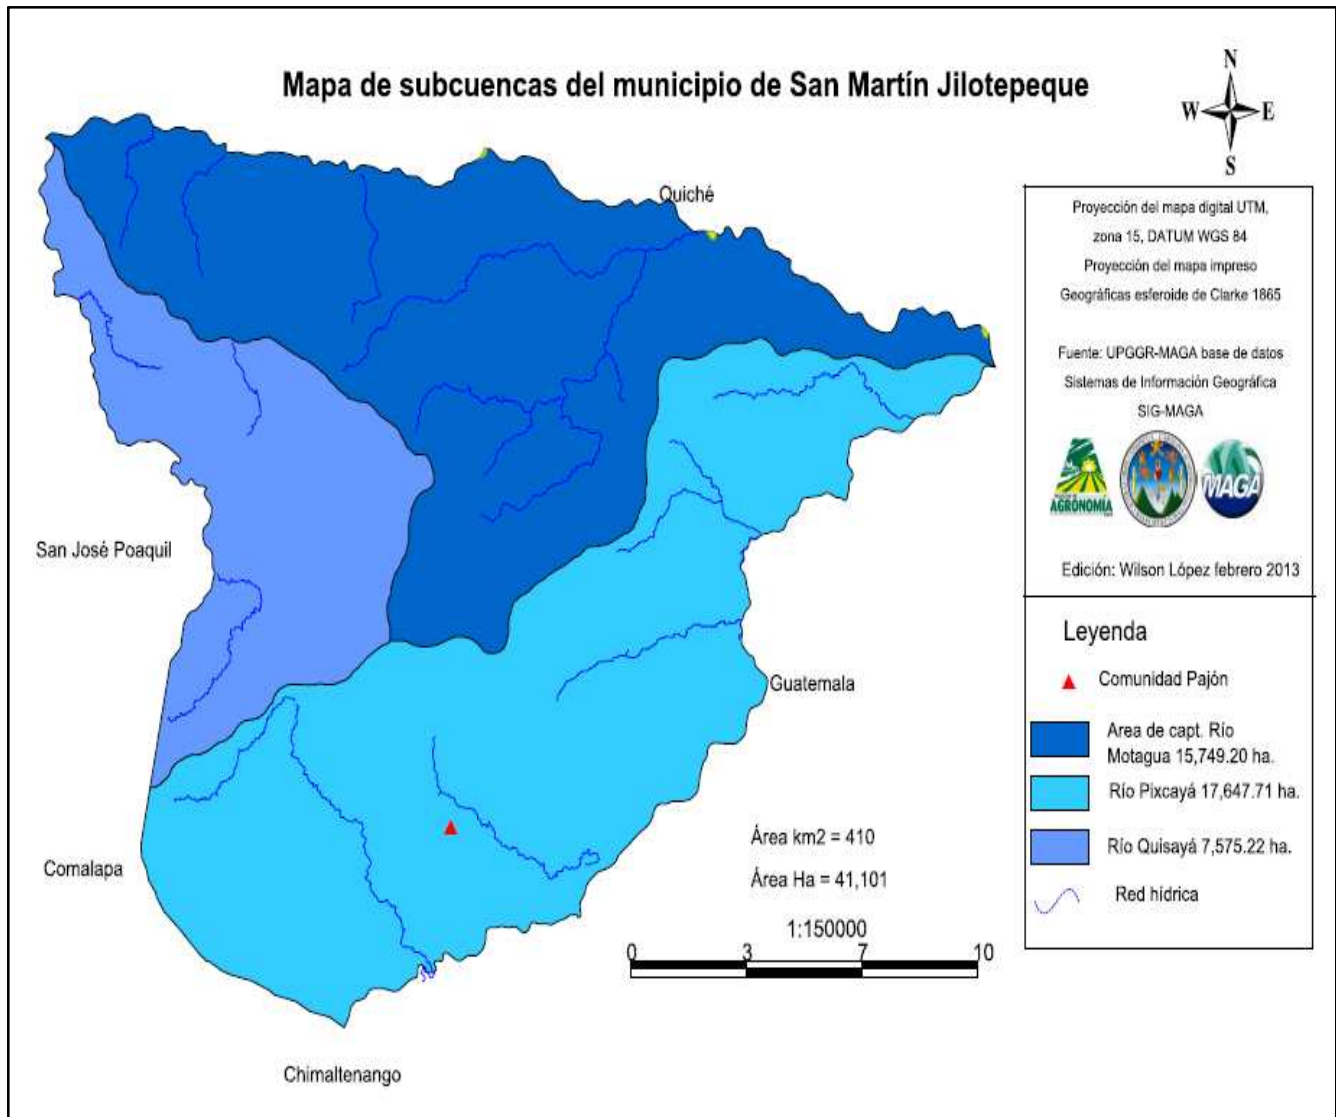 Mapa de subcuencas del municipio de San Martín Jilotepeque
N
W E
S
Quiché
San José Poaquil
Guatemala
Comalapa
Chimaltenango
Proyección del mapa digital UTM,
zona 15, DATUM WGS 84
Proyección del mapa impreso
Geográficas esferoide de Clarke 1865
Fuente: UPGGR-MAGA base de datos
Sistemas de Información Geográfica
SIG-MAGA
AGRONOMIA
MAGA
Edición: Wilson López febrero 2013
Leyenda
Comunidad Pajón
Area de capt. Río
Motagua 15,749.20 ha.
Río Pixcayá 17,647.71 ha.
Río Quisayá 7,575.22 ha.
Red hídrica
Área km2 = 410
Área Ha = 41,101
1:150000
0 3 7 10